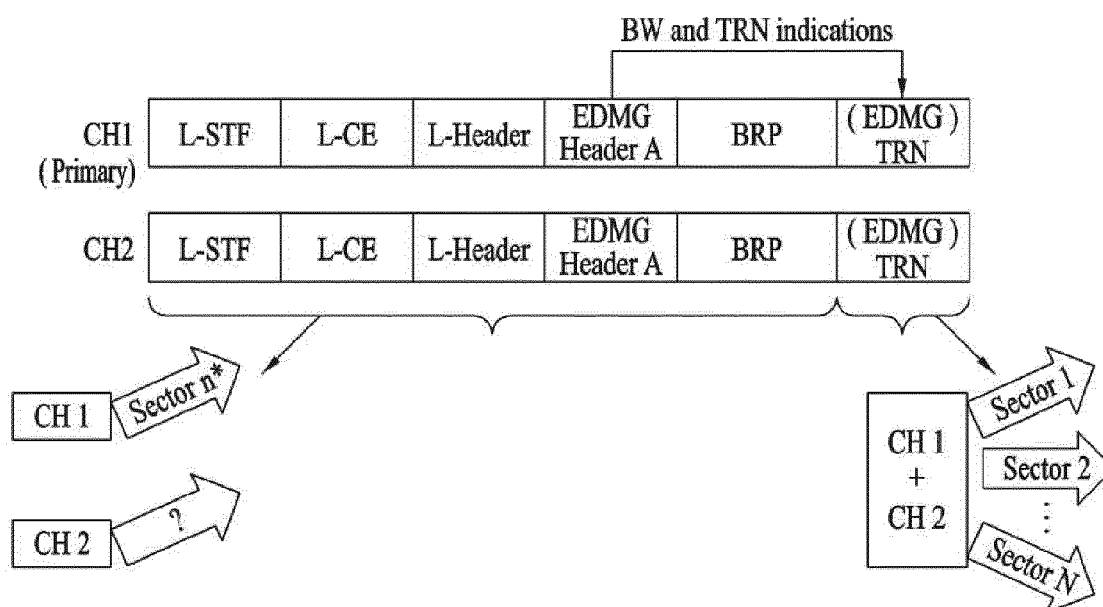 BW and TRN indications
CH1
( Primary)
L-STF
L-CE
L-Header
EDMG
Header A
BRP
( EDMG )
TRN
CH2
L-STF
L-CE
L-Header
EDMG
Header A
BRP
( EDMG )
TRN
CH 1
Sector n*
CH 2
?
CH 1
+
CH 2
Sector 1
Sector 2
Sector N